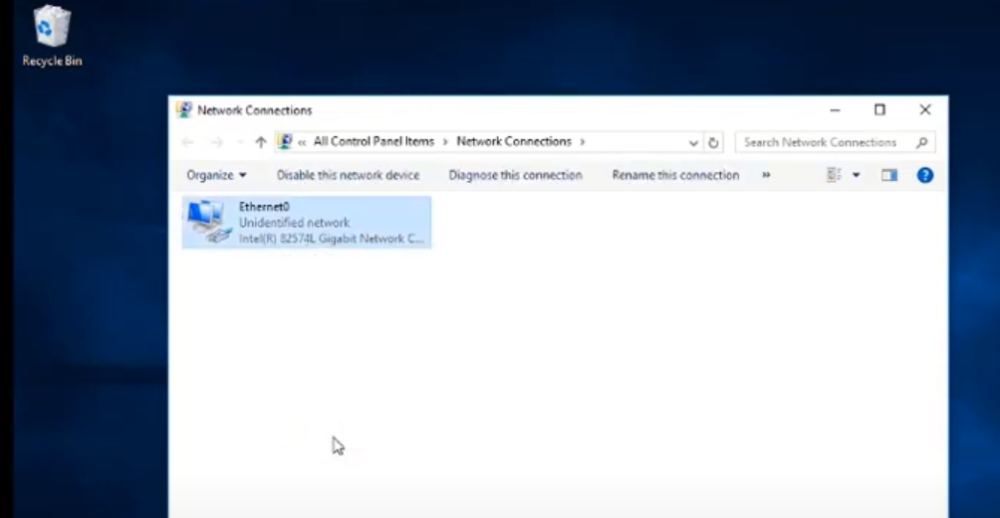 Recycle Bin
Network Connections
« All Control Panel Items > Network Connections >
Search Network Connections
Organize Disable this network device Diagnose this connection Rename this connection »
Ethernet0
Unidentified network
Intel(R) 82574L Gigabit Network C...